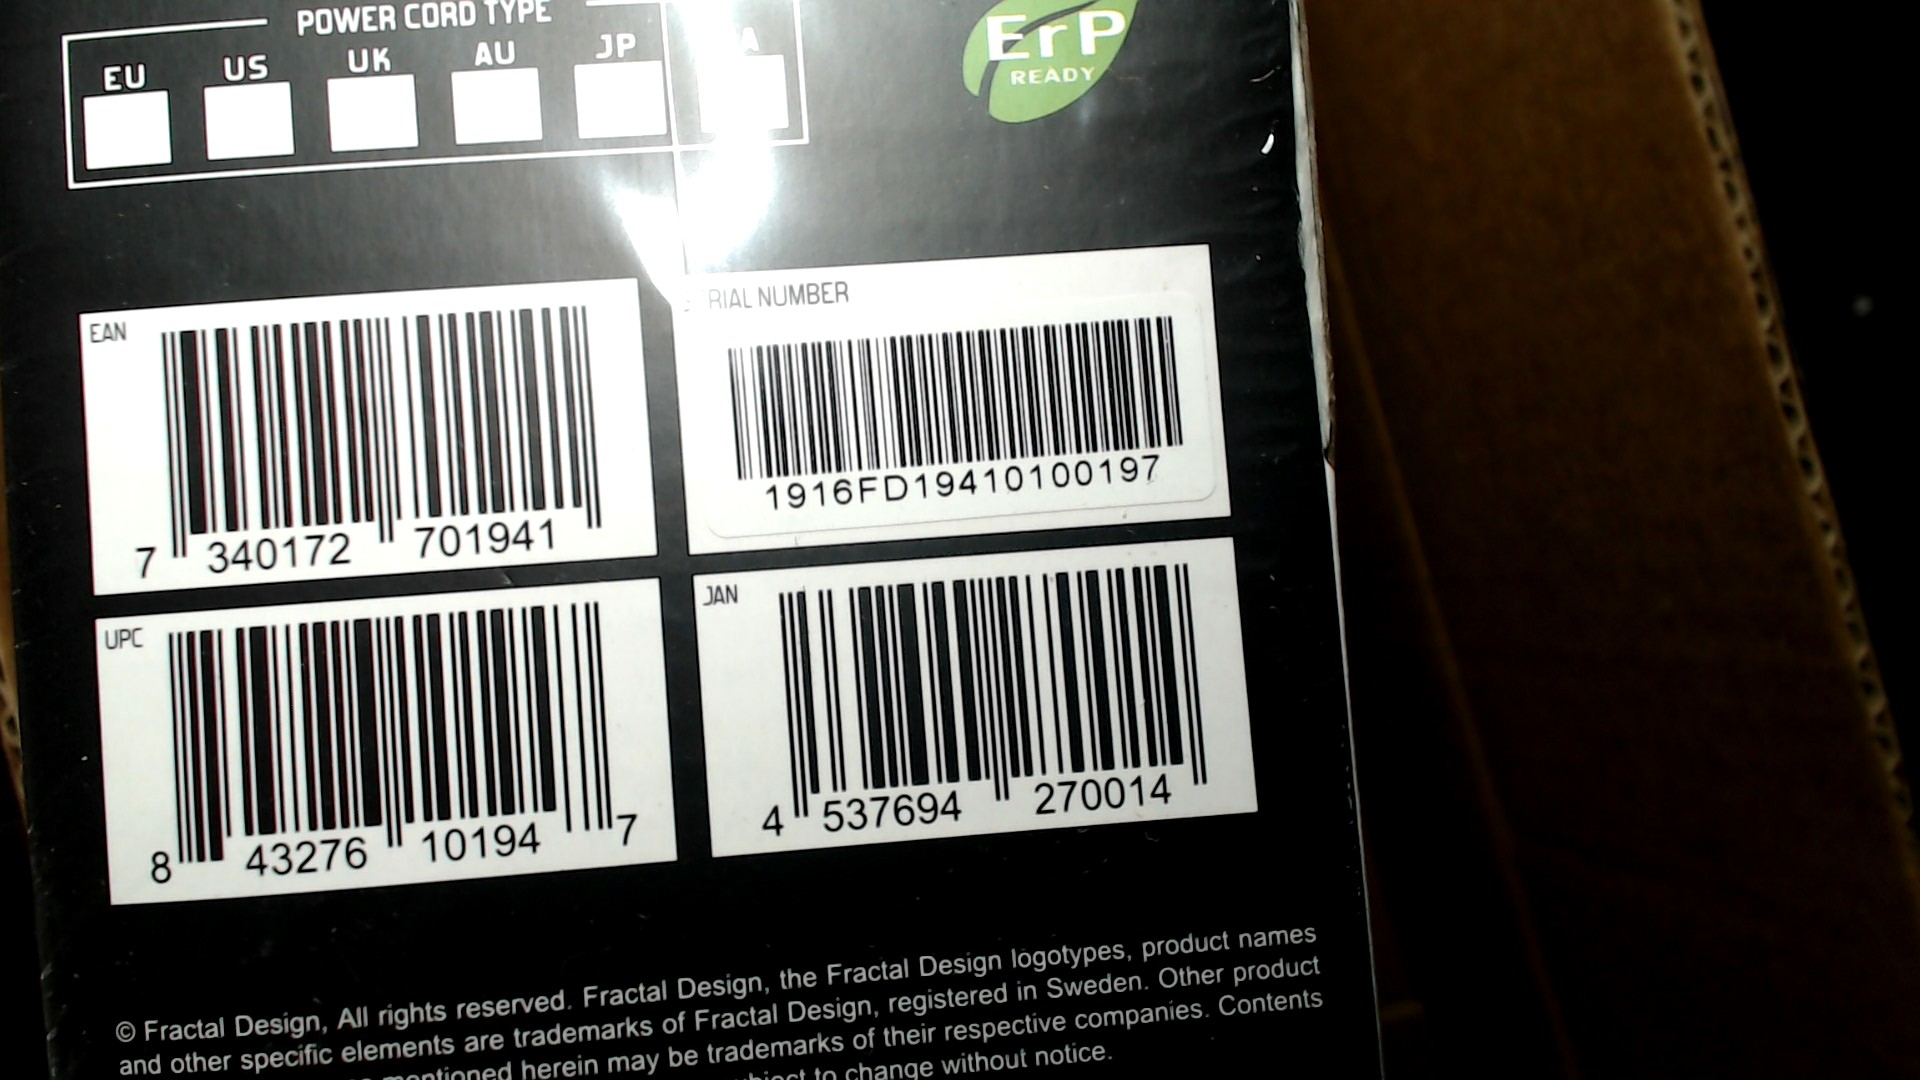 POWER CORD TYPE
EU US UK AU JP
ErP
READY
EAN
7 340172 701941
RIAL NUMBER
1916FD19410100197
UPC
8 43276 10194 7
JAN
4 537694 270014
© Fractal Design, All rights reserved. Fractal Design, the Fractal Design logotypes, product names
and other specific elements are trademarks of Fractal Design, registered in Sweden. Other product
mentioned herein may be trademarks of their respective companies. Contents
to change without notice.